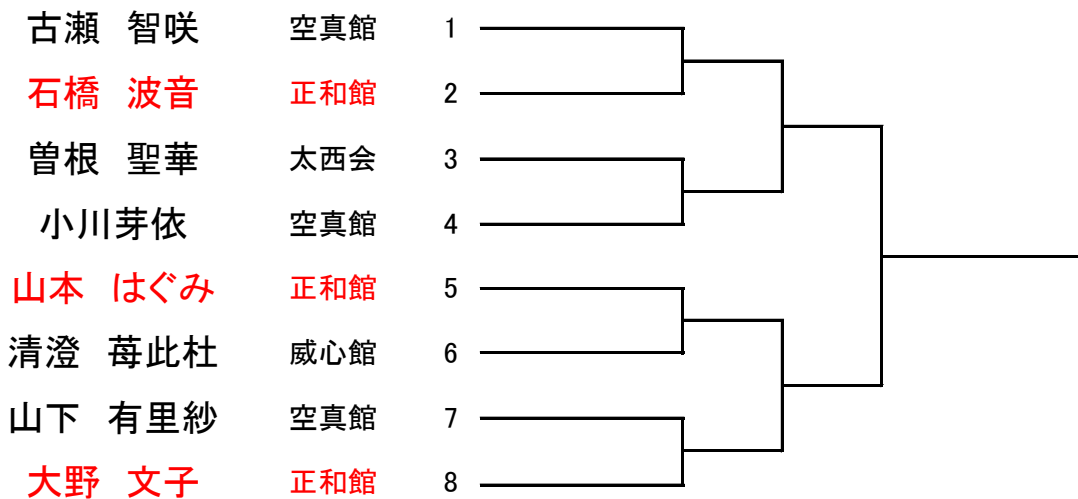 古瀬　智咲 空真館 1
石橋　波音 正和館 2
曽根　聖華 太西会 3
小川芽依 空真館 4
山本　はぐみ 正和館 5
清澄　苺此杜 威心館 6
山下　有里紗 空真館 7
大野　文子 正和館 8